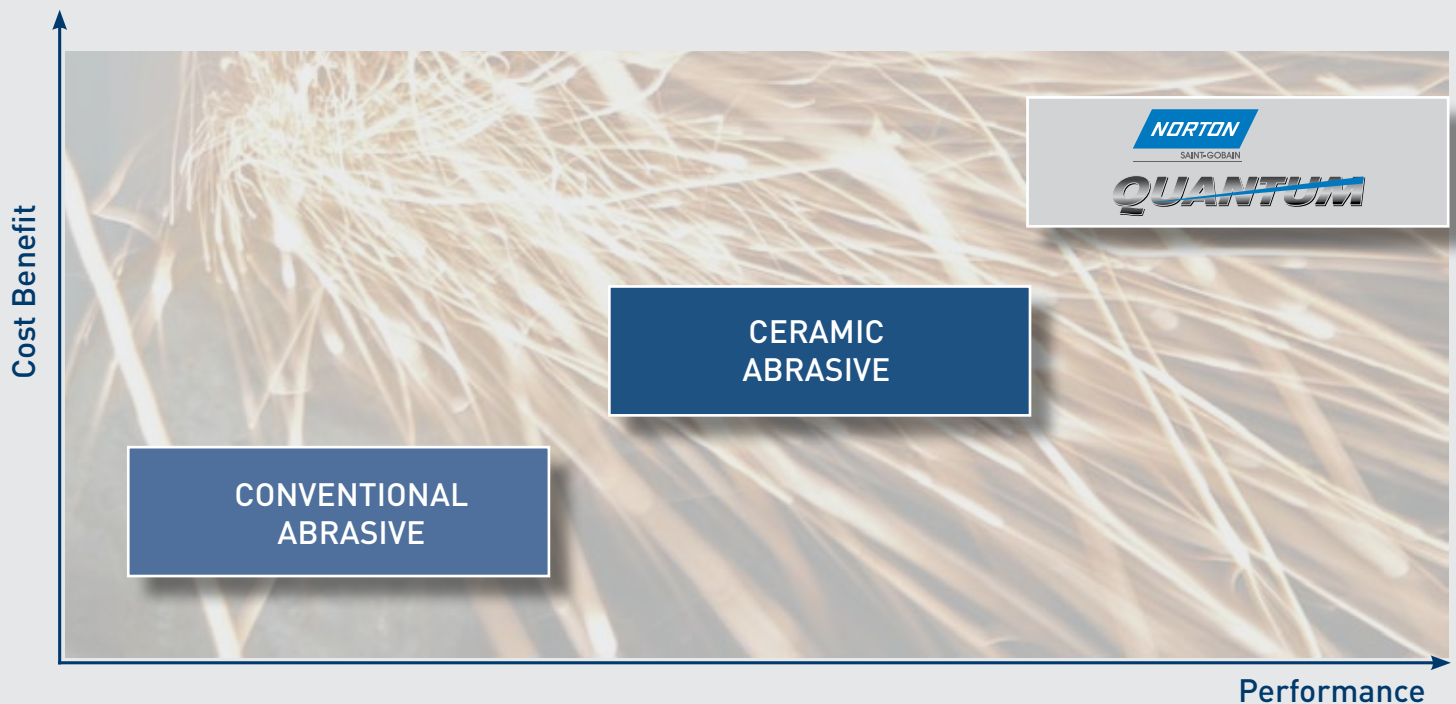 Cost Benefit
NORTON
SAINT-GOBAIN
QUANTUM
CERAMIC
ABRASIVE
CONVENTIONAL
ABRASIVE
Performance